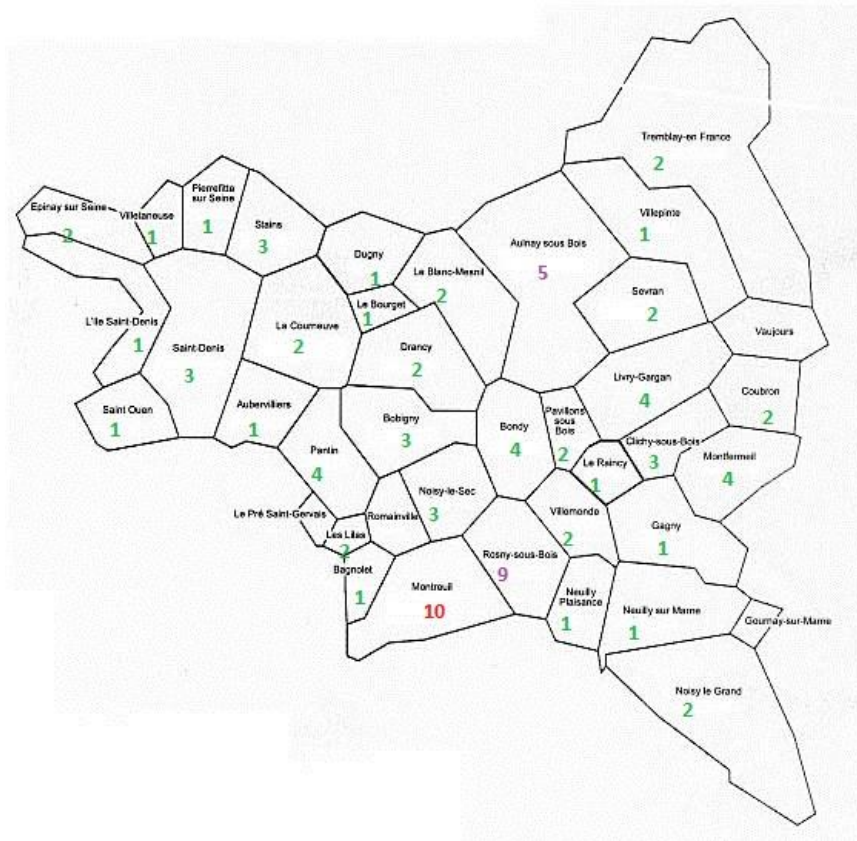 Tremblay-en France
2
Pierrefitta
sur Seine
1
Epinay sur Seine
2
Villetaneuse
1
Stains
3
Villepinte
1
Dugny
1
Aulnay sous Bois
5
Le Blanc-Mesnil
2
Le Bourget
1
Sevran
2
L'Ile Saint-Denis
1
La Courneuve
2
Vaujours
Saint-Denis
3
Drancy
2
Livry-Gargan
4
Coubron
2
Saint Ouen
1
Aubervilliers
1
Bobigny
3
Bondy
4
Pavillons
sous
Bois
2
Clichy-sous-Bois
3
Pantin
4
Le Raincy
1
Montfermeil
4
Noisy-le-Sec
3
Le Pré Saint-Gervais
Romainville
Villemonde
2
Les Lilas
2
Gagny
1
Rosny-sous-Bois
9
Bagnolet
1
Montreuil
10
Neuilly
Plaisance
1
Neuilly sur Marne
1
Gournay-sur-Marne
Noisy le Grand
2